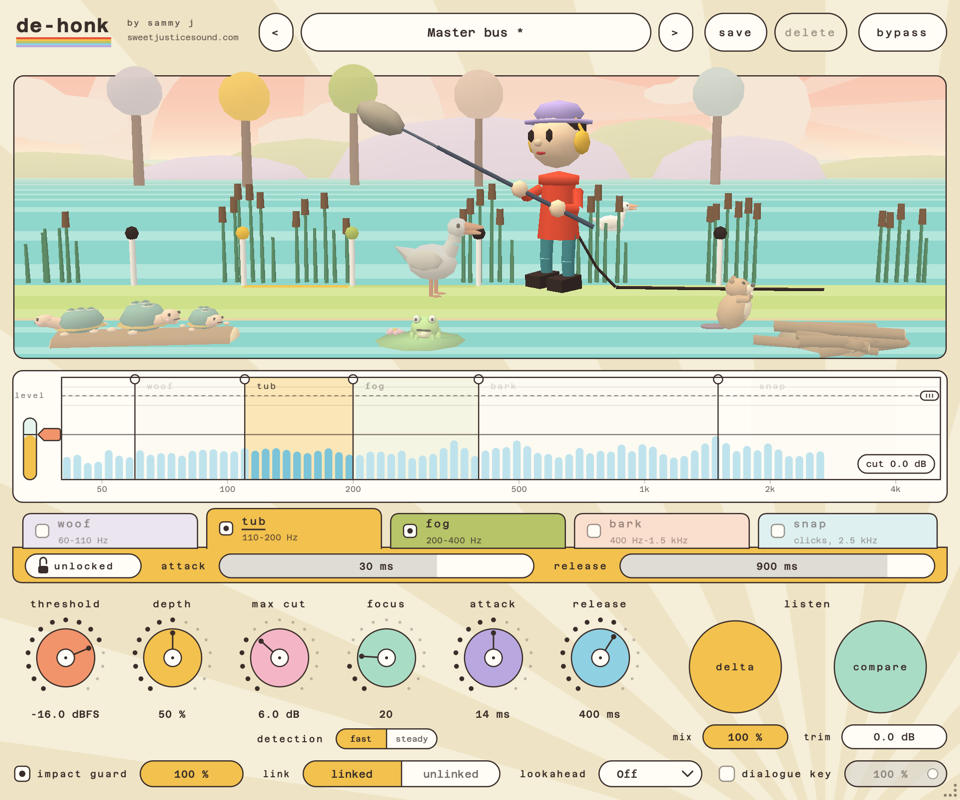 de-honk
by sammy j
sweetjusticesound.com
<
Master bus *
>
save
delete
bypass
level
woof
tub
fog
bark
snap
cut 0.0 dB
50
100
200
500
1k
2k
4k
woof
60-110 Hz
tub
110-200 Hz
fog
200-400 Hz
bark
400 Hz-1.5 kHz
snap
clicks, 2.5 kHz
unlocked
attack
30 ms
release
900 ms
threshold
depth
max cut
focus
attack
release
listen
delta
compare
-16.0 dBFS
50 %
6.0 dB
20
14 ms
400 ms
detection
fast
steady
mix
100 %
trim
0.0 dB
impact guard
100 %
link
linked
unlinked
lookahead
Off
dialogue key
100 %